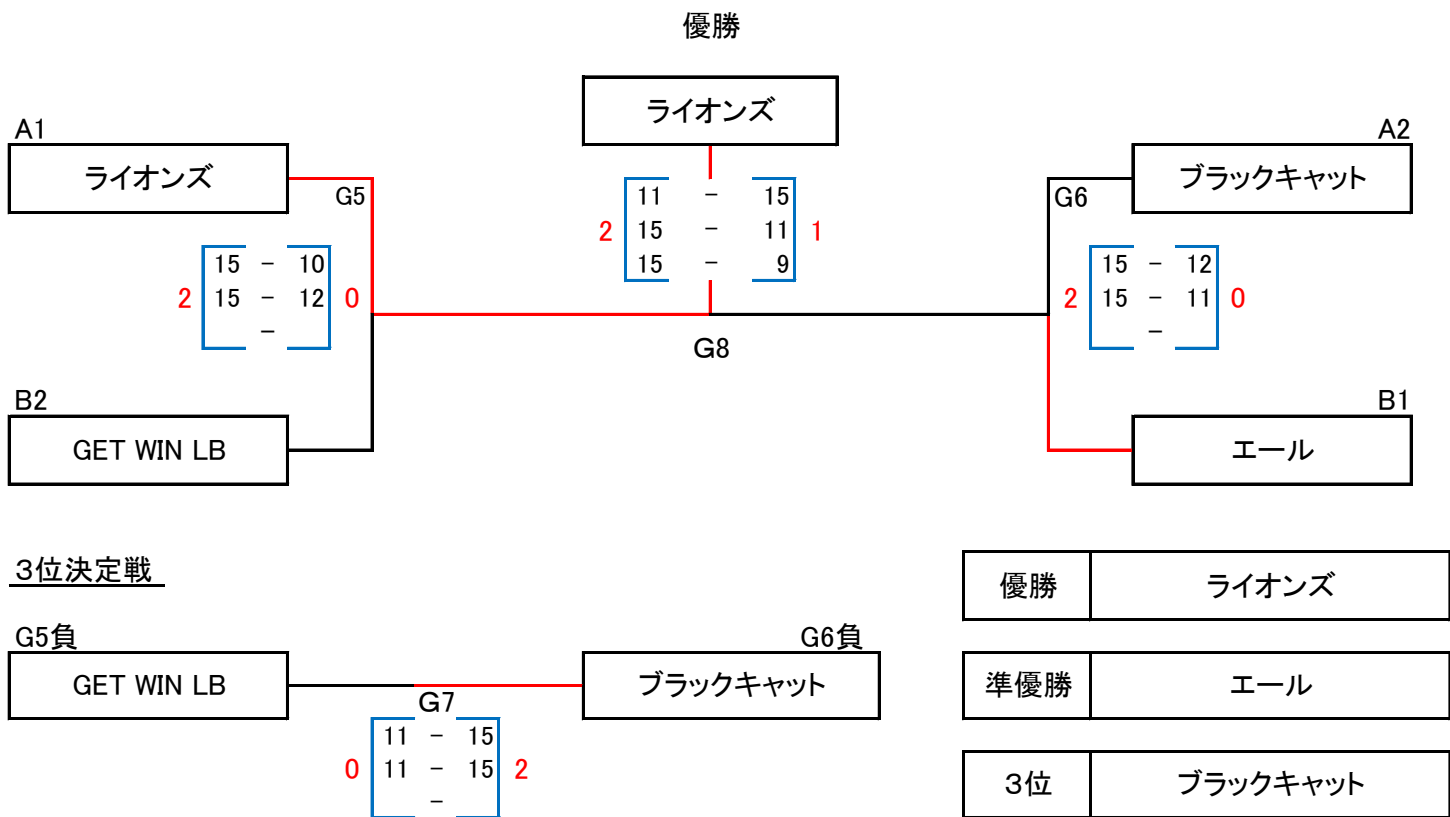 優勝
ライオンズ
A1
ライオンズ
A2
ブラックキャット
G5
G6
11 - 15
2 15 - 11 1
15 - 9
15 - 10
2 15 - 12 0
-
15 - 12
2 15 - 11 0
-
G8
B2
GET WIN LB
B1
エール
3位決定戦
G5負
GET WIN LB
G6負
ブラックキャット
G7
11 - 15
0 11 - 15 2
-
優勝 ライオンズ
準優勝 エール
3位 ブラックキャット